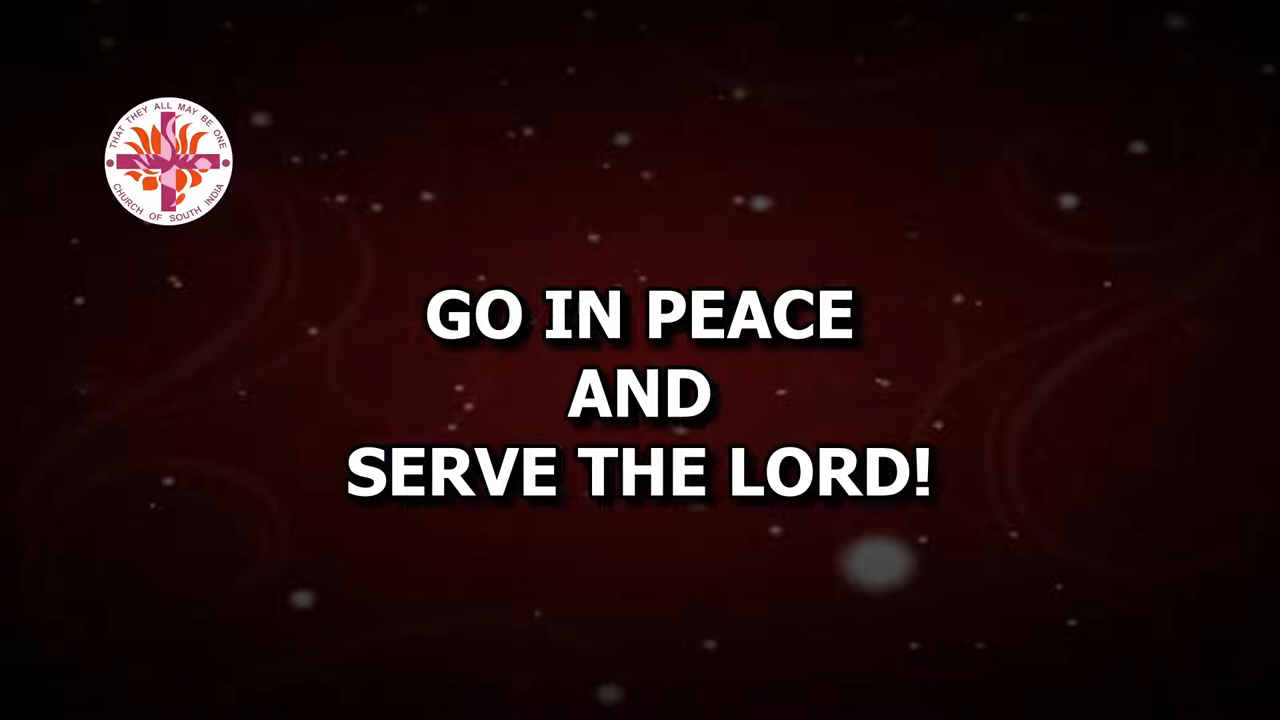 THAT THEY ALL MAY BE ONE
CHURCH OF SOUTH INDIA
GO IN PEACE
AND
SERVE THE LORD!